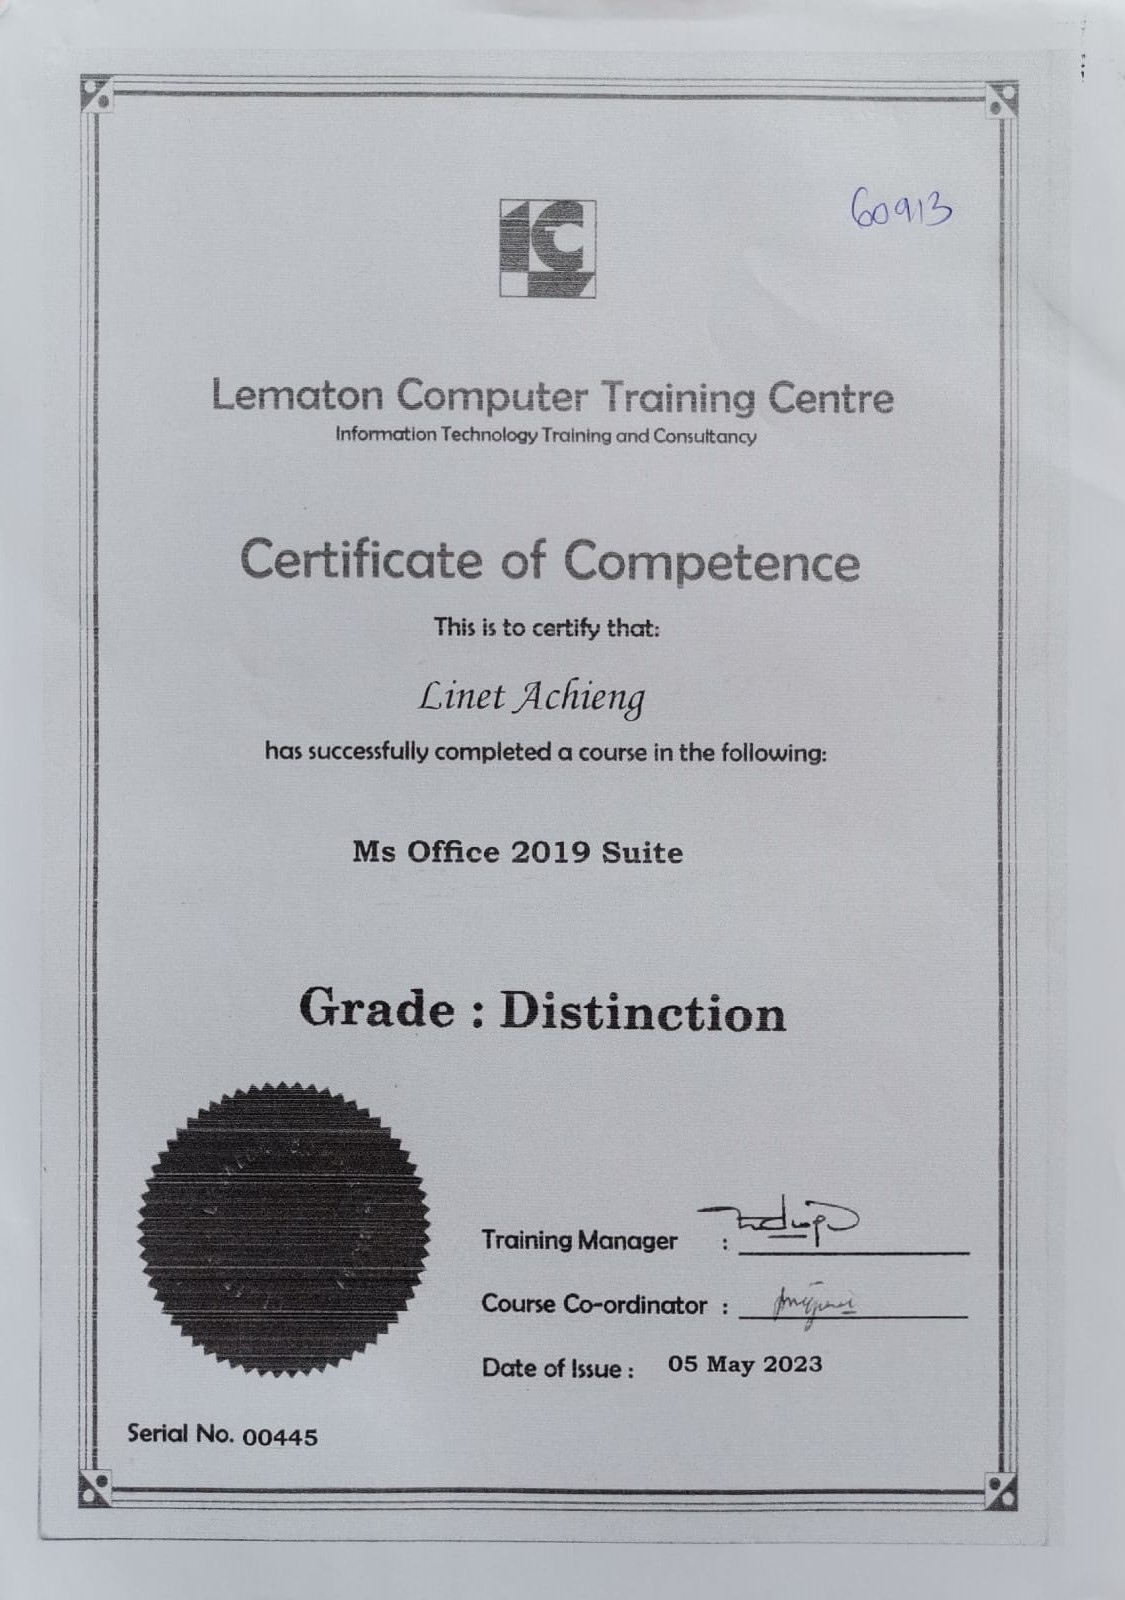 60913
Lematon Computer Training Centre
Information Technology Training and Consultancy
Certificate of Competence
This is to certify that:
Linet Achieng
has successfully completed a course in the following:
Ms Office 2019 Suite
Grade : Distinction
Training Manager :
Course Co-ordinator :
Date of Issue : 05 May 2023
Serial No. 00445